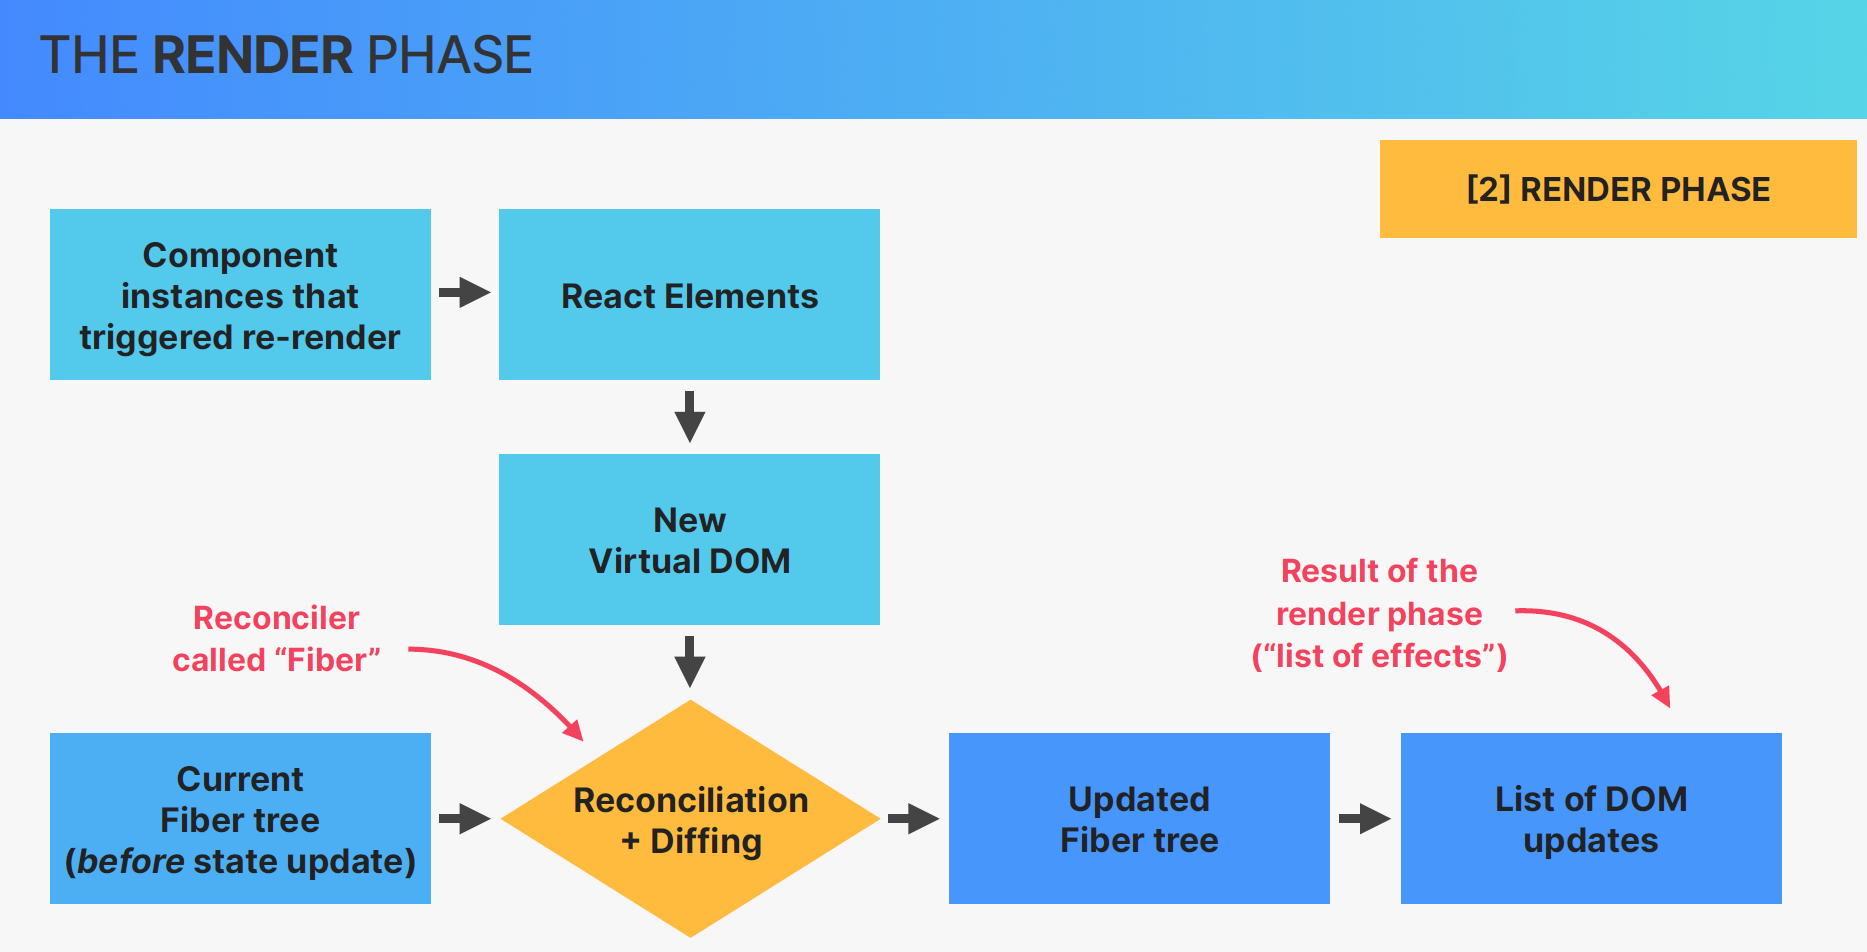 THE RENDER PHASE
[2] RENDER PHASE
Component
instances that
triggered re-render
React Elements
New
Virtual DOM
Reconciler
called “Fiber”
Result of the
render phase
(“list of effects”)
Current
Fiber tree
(before state update)
Reconciliation
+ Diffing
Updated
Fiber tree
List of DOM
updates